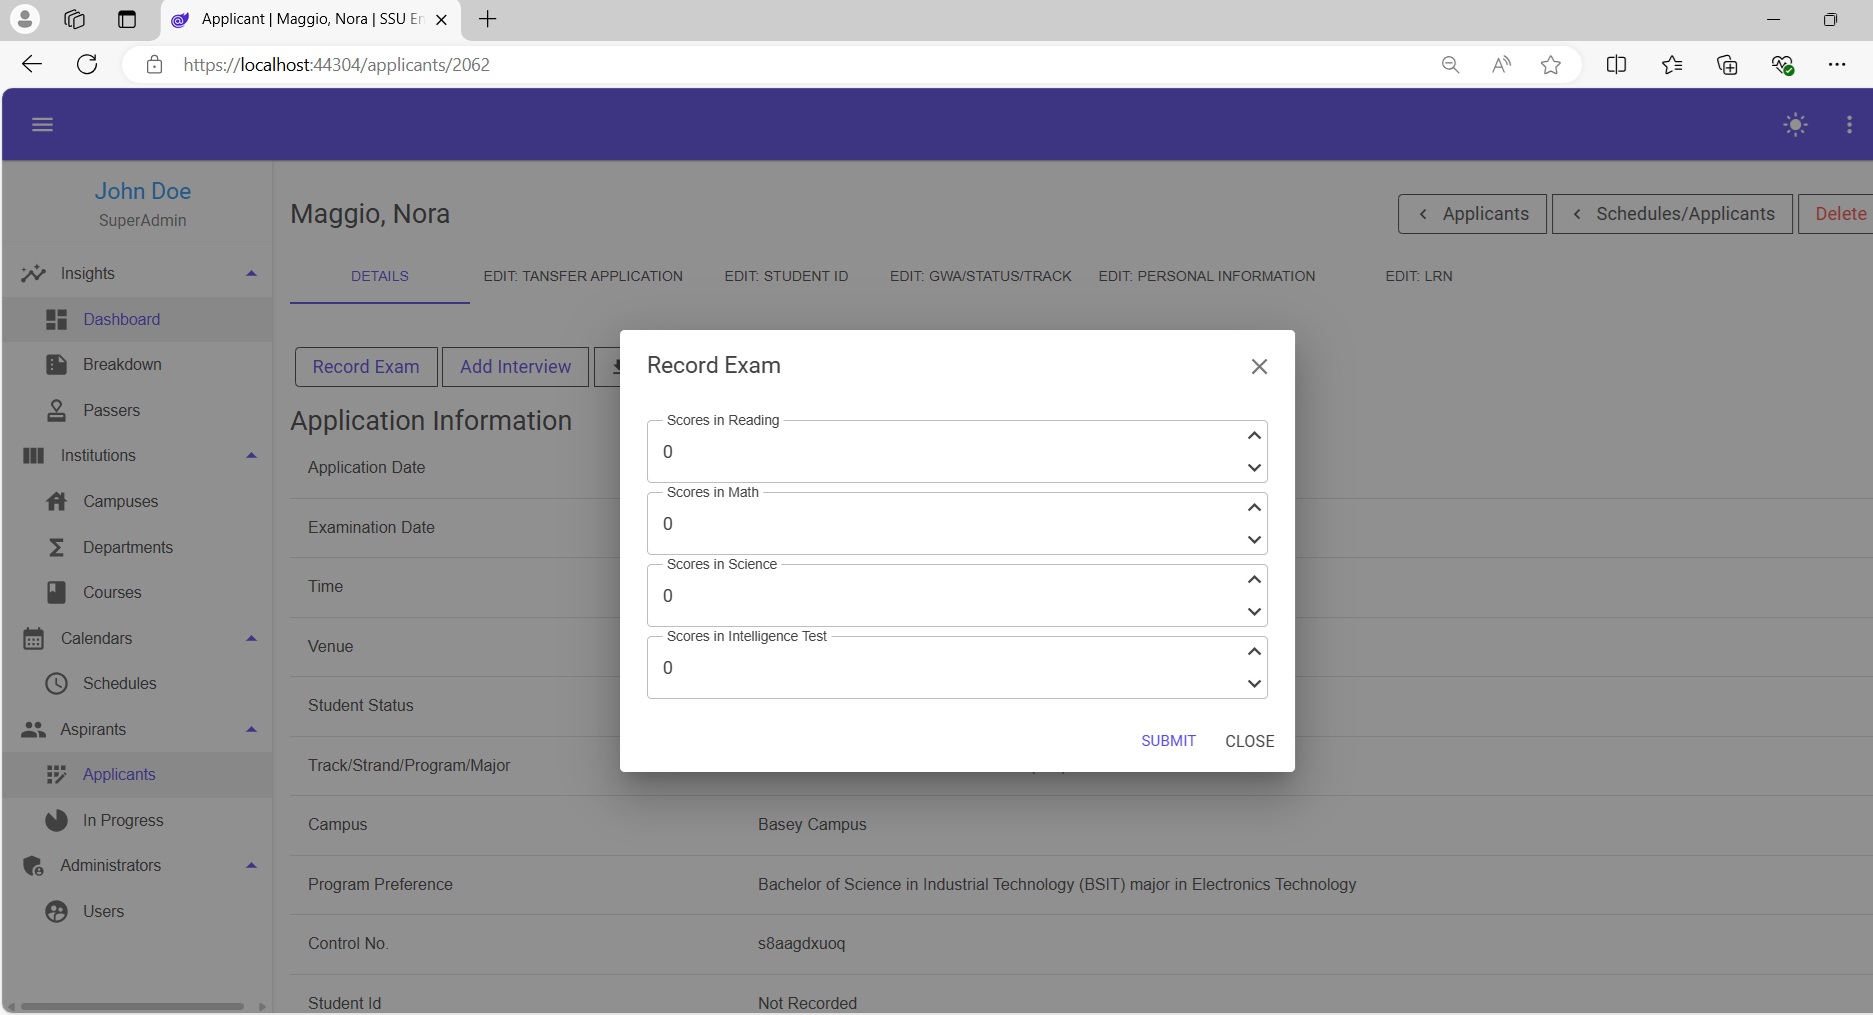 Applicant | Maggio, Nora | SSU En
https://localhost:44304/applicants/2062
John Doe
SuperAdmin
Insights
Dashboard
Breakdown
Passers
Institutions
Campuses
Departments
Courses
Calendars
Schedules
Aspirants
Applicants
In Progress
Administrators
Users
Maggio, Nora
Applicants
Schedules/Applicants
Delete
DETAILS
EDIT: TANSFER APPLICATION
EDIT: STUDENT ID
EDIT: GWA/STATUS/TRACK
EDIT: PERSONAL INFORMATION
EDIT: LRN
Record Exam
Add Interview
Application Information
Application Date
Examination Date
Time
Venue
Student Status
Track/Strand/Program/Major
Campus
Basey Campus
Program Preference
Bachelor of Science in Industrial Technology (BSIT) major in Electronics Technology
Control No.
s8aagdxuoq
Student Id
Not Recorded
Record Exam
Scores in Reading
0
Scores in Math
0
Scores in Science
0
Scores in Intelligence Test
0
SUBMIT
CLOSE